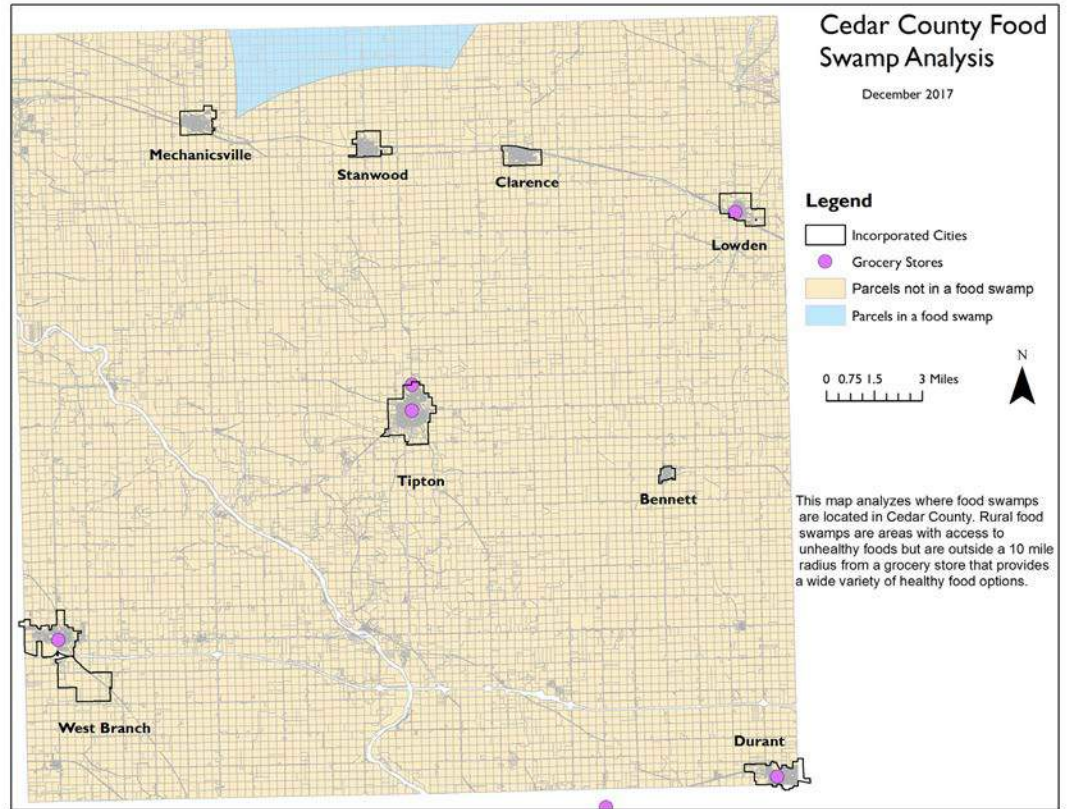 Cedar County Food
Swamp Analysis
December 2017
Mechanicsville
Stanwood
Clarence
Lowden
Legend
Incorporated Cities
Grocery Stores
Parcels not in a food swamp
Parcels in a food swamp
N
0 0.75 1.5 3 Miles
Tipton
Bennett
This map analyzes where food swamps
are located in Cedar County. Rural food
swamps are areas with access to
unhealthy foods but are outside a 10 mile
radius from a grocery store that provides
a wide variety of healthy food options.
West Branch
Durant